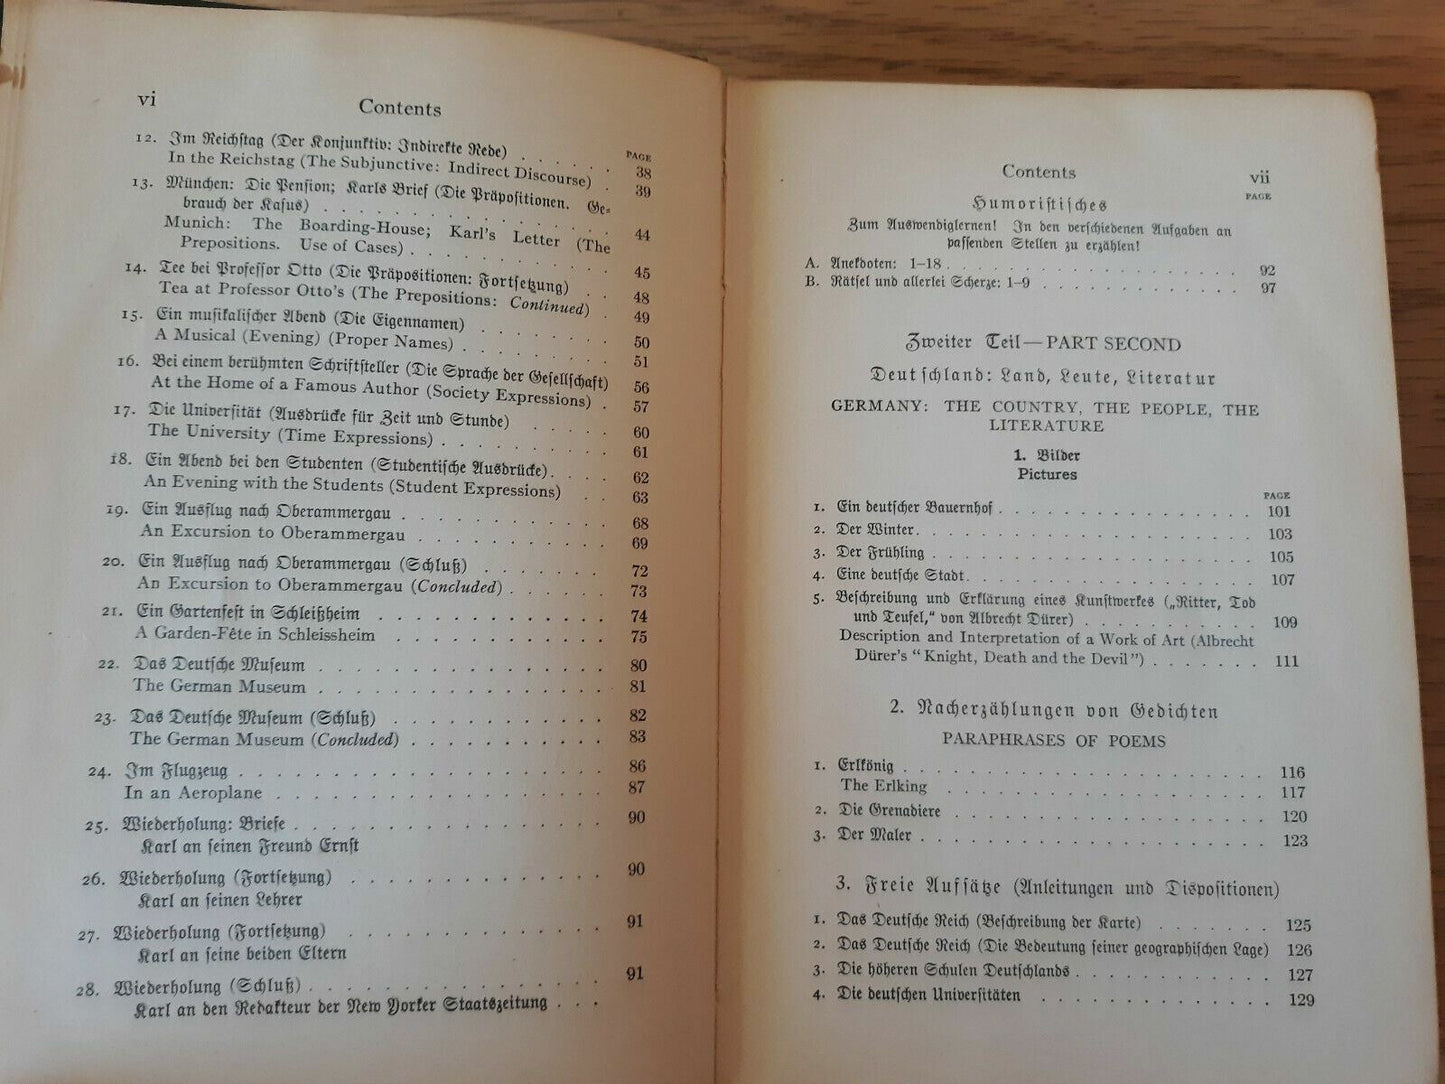 vi
Contents
PAGE
12. Im Reichstag (Der Konjunktiv: Indirekte Rede) . . . . . . 38
In the Reichstag (The Subjunctive: Indirect Discourse) . 39
13. München: Die Pension; Karls Brief (Die Präpositionen. Ge-
brauch der Kasus) . . . . . . . . . . . . . . . 44
Munich: The Boarding-House; Karl's Letter (The
Prepositions. Use of Cases) . . . . . . . . . . . 45
14. Tee bei Professor Otto (Die Präpositionen: Fortsetzung) . . 48
Tea at Professor Otto's (The Prepositions: Continued) . 49
15. Ein musikalischer Abend (Die Eigennamen) . . . . . . . 50
A Musical (Evening) (Proper Names) . . . . . . . . 51
16. Bei einem berühmten Schriftsteller (Die Sprache der Gesellschaft) 56
At the Home of a Famous Author (Society Expressions) . 57
17. Die Universität (Ausdrücke für Zeit und Stunde) . . . . . 60
The University (Time Expressions) . . . . . . . . . 61
18. Ein Abend bei den Studenten (Studentische Ausdrücke) . . . 62
An Evening with the Students (Student Expressions) . . 63
19. Ein Ausflug nach Oberammergau . . . . . . . . . . . 68
An Excursion to Oberammergau . . . . . . . . . . 69
20. Ein Ausflug nach Oberammergau (Schluß) . . . . . . . 72
An Excursion to Oberammergau (Concluded) . . . . . 73
21. Ein Gartenfest in Schleißheim . . . . . . . . . . . . 74
A Garden-Fête in Schleissheim . . . . . . . . . . . 75
22. Das Deutsche Museum . . . . . . . . . . . . . . . 80
The German Museum . . . . . . . . . . . . . . . 81
23. Das Deutsche Museum (Schluß) . . . . . . . . . . . 82
The German Museum (Concluded) . . . . . . . . . . 83
24. Im Flugzeug . . . . . . . . . . . . . . . . . . . 86
In an Aeroplane . . . . . . . . . . . . . . . . . 87
25. Wiederholung: Briefe . . . . . . . . . . . . . . . . 90
Karl an seinen Freund Ernst
26. Wiederholung (Fortsetzung) . . . . . . . . . . . . . 90
Karl an seinen Lehrer
27. Wiederholung (Fortsetzung) . . . . . . . . . . . . . 91
Karl an seine beiden Eltern
28. Wiederholung (Schluß) . . . . . . . . . . . . . . . 91
Karl an den Redakteur der New Yorker Staatszeitung . . .
Contents
vii
PAGE
Humoristisches
Zum Auswendiglernen! In den verschiedenen Aufgaben an
passenden Stellen zu erzählen!
A. Anekdoten: 1–18 . . . . . . . . . . . . . . . . 92
B. Rätsel und allerlei Scherze: 1–9 . . . . . . . . . . . 97
Zweiter Teil—PART SECOND
Deutschland: Land, Leute, Literatur
GERMANY: THE COUNTRY, THE PEOPLE, THE
LITERATURE
1. Bilder
Pictures
PAGE
1. Ein deutscher Bauernhof . . . . . . . . . . . . . . 101
2. Der Winter . . . . . . . . . . . . . . . . . . . 103
3. Der Frühling . . . . . . . . . . . . . . . . . . 105
4. Eine deutsche Stadt . . . . . . . . . . . . . . . . 107
5. Beschreibung und Erklärung eines Kunstwerkes („Ritter, Tod
und Teufel,“ von Albrecht Dürer) . . . . . . . . . . 109
Description and Interpretation of a Work of Art (Albrecht
Dürer's “Knight, Death and the Devil”) . . . . . . . 111
2. Nacherzählungen von Gedichten
PARAPHRASES OF POEMS
1. Erlkönig . . . . . . . . . . . . . . . . . . . . 116
The Erlking . . . . . . . . . . . . . . . . . . 117
2. Die Grenadiere . . . . . . . . . . . . . . . . . 120
3. Der Maler . . . . . . . . . . . . . . . . . . . 123
3. Freie Aufsätze (Anleitungen und Dispositionen)
1. Das Deutsche Reich (Beschreibung der Karte) . . . . . . . 125
2. Das Deutsche Reich (Die Bedeutung seiner geographischen Lage) 126
3. Die höheren Schulen Deutschlands . . . . . . . . . . . 127
4. Die deutschen Universitäten . . . . . . . . . . . . . 129